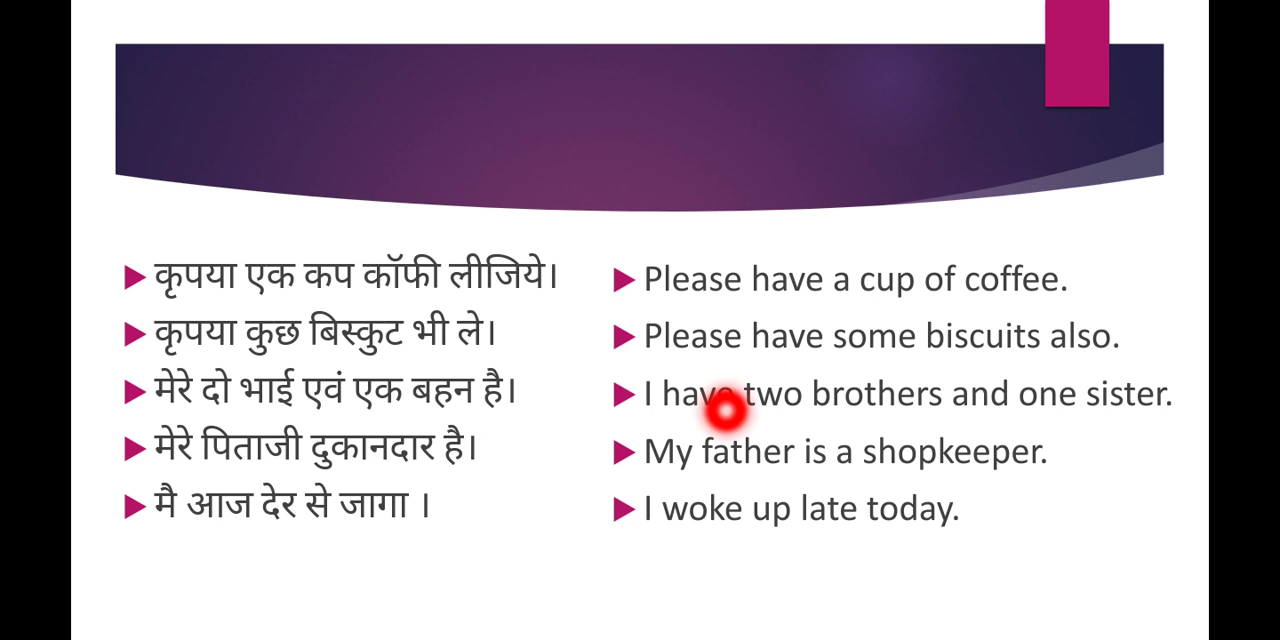 कृपया एक कप कॉफी लीजिये।
कृपया कुछ बिस्कुट भी ले।
मेरे दो भाई एवं एक बहन है।
मेरे पिताजी दुकानदार है।
मै आज देर से जागा ।
Please have a cup of coffee.
Please have some biscuits also.
I have two brothers and one sister.
My father is a shopkeeper.
I woke up late today.